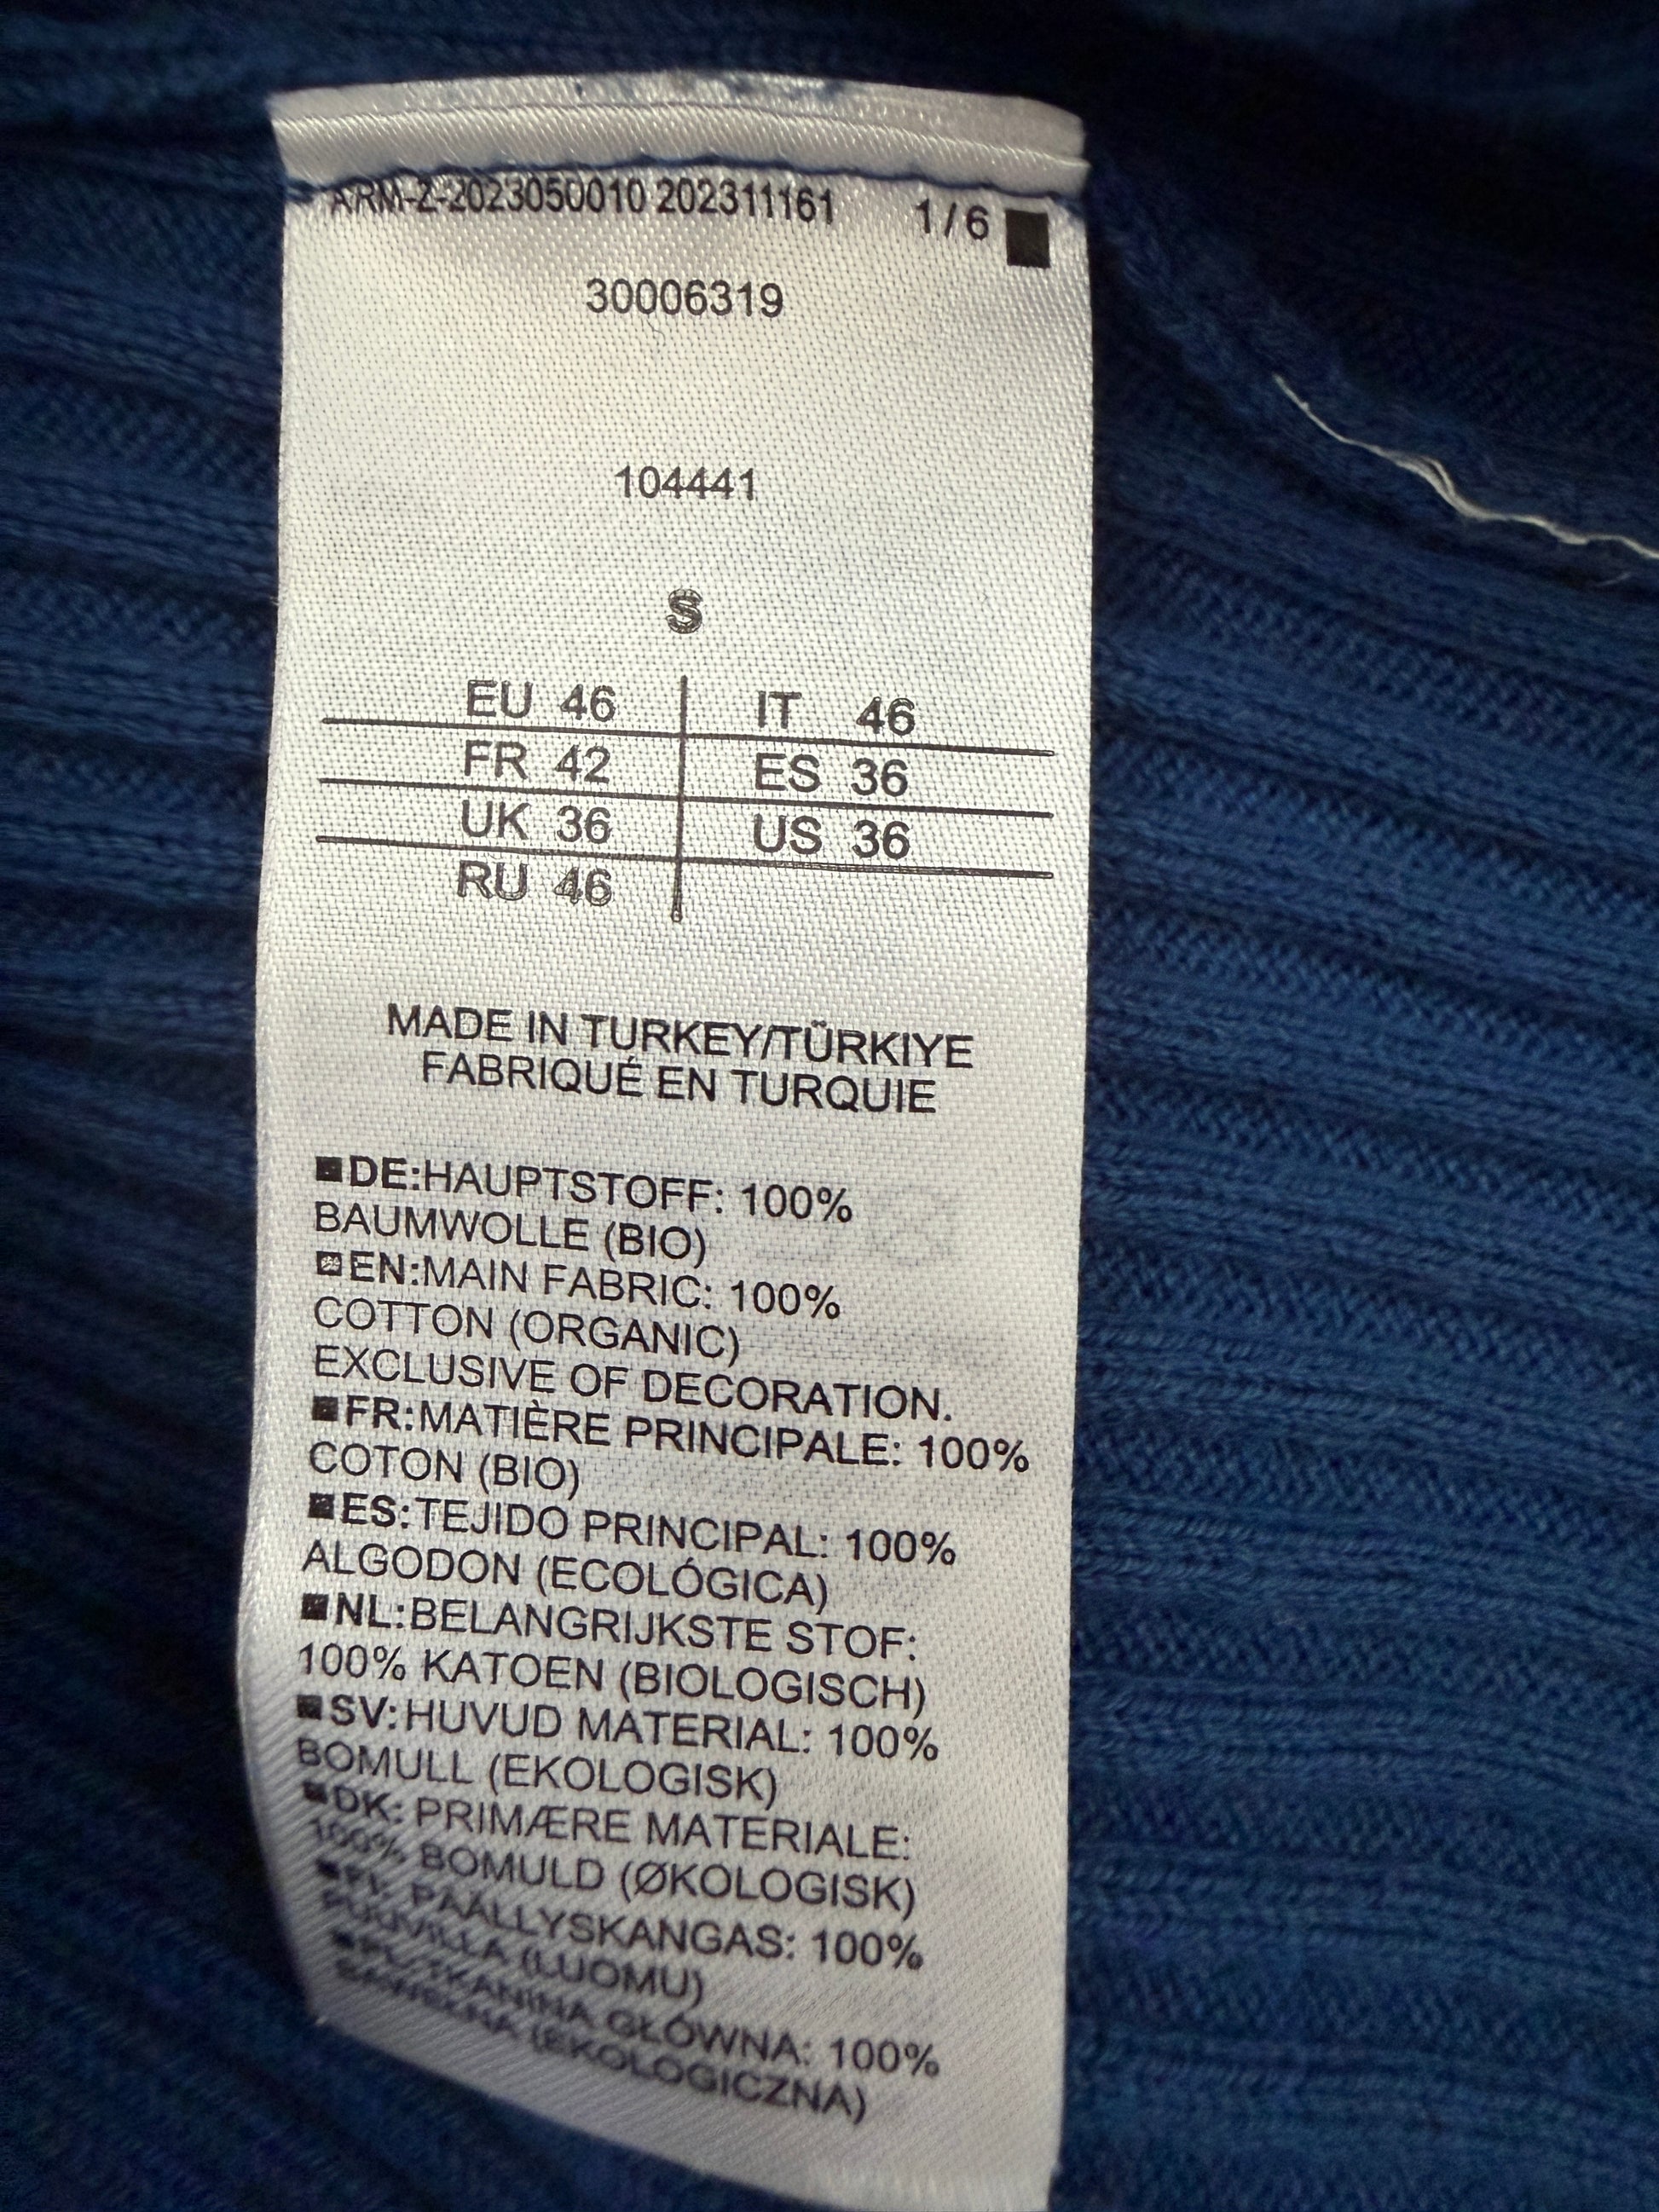 ARM-Z-2023050010 202311161 1/6
30006319
104441
S
EU 46 IT 46
FR 42 ES 36
UK 36 US 36
RU 46
MADE IN TURKEY/TÜRKIYE
FABRIQUÉ EN TURQUIE
DE:HAUPTSTOFF: 100%
BAUMWOLLE (BIO)
EN:MAIN FABRIC: 100%
COTTON (ORGANIC)
EXCLUSIVE OF DECORATION.
FR:MATIÈRE PRINCIPALE: 100%
COTON (BIO)
ES:TEJIDO PRINCIPAL: 100%
ALGODON (ECOLÓGICA)
NL:BELANGRIJKSTE STOF:
100% KATOEN (BIOLOGISCH)
SV:HUVUD MATERIAL: 100%
BOMULL (EKOLOGISK)
DK: PRIMÆRE MATERIALE:
100% BOMULD (ØKOLOGISK)
FI: PÄÄLLYSKANGAS: 100%
PUUVILLA (LUOMU)
PL:TKANINA GŁÓWNA: 100%
BAWEŁNA (EKOLOGICZNA)